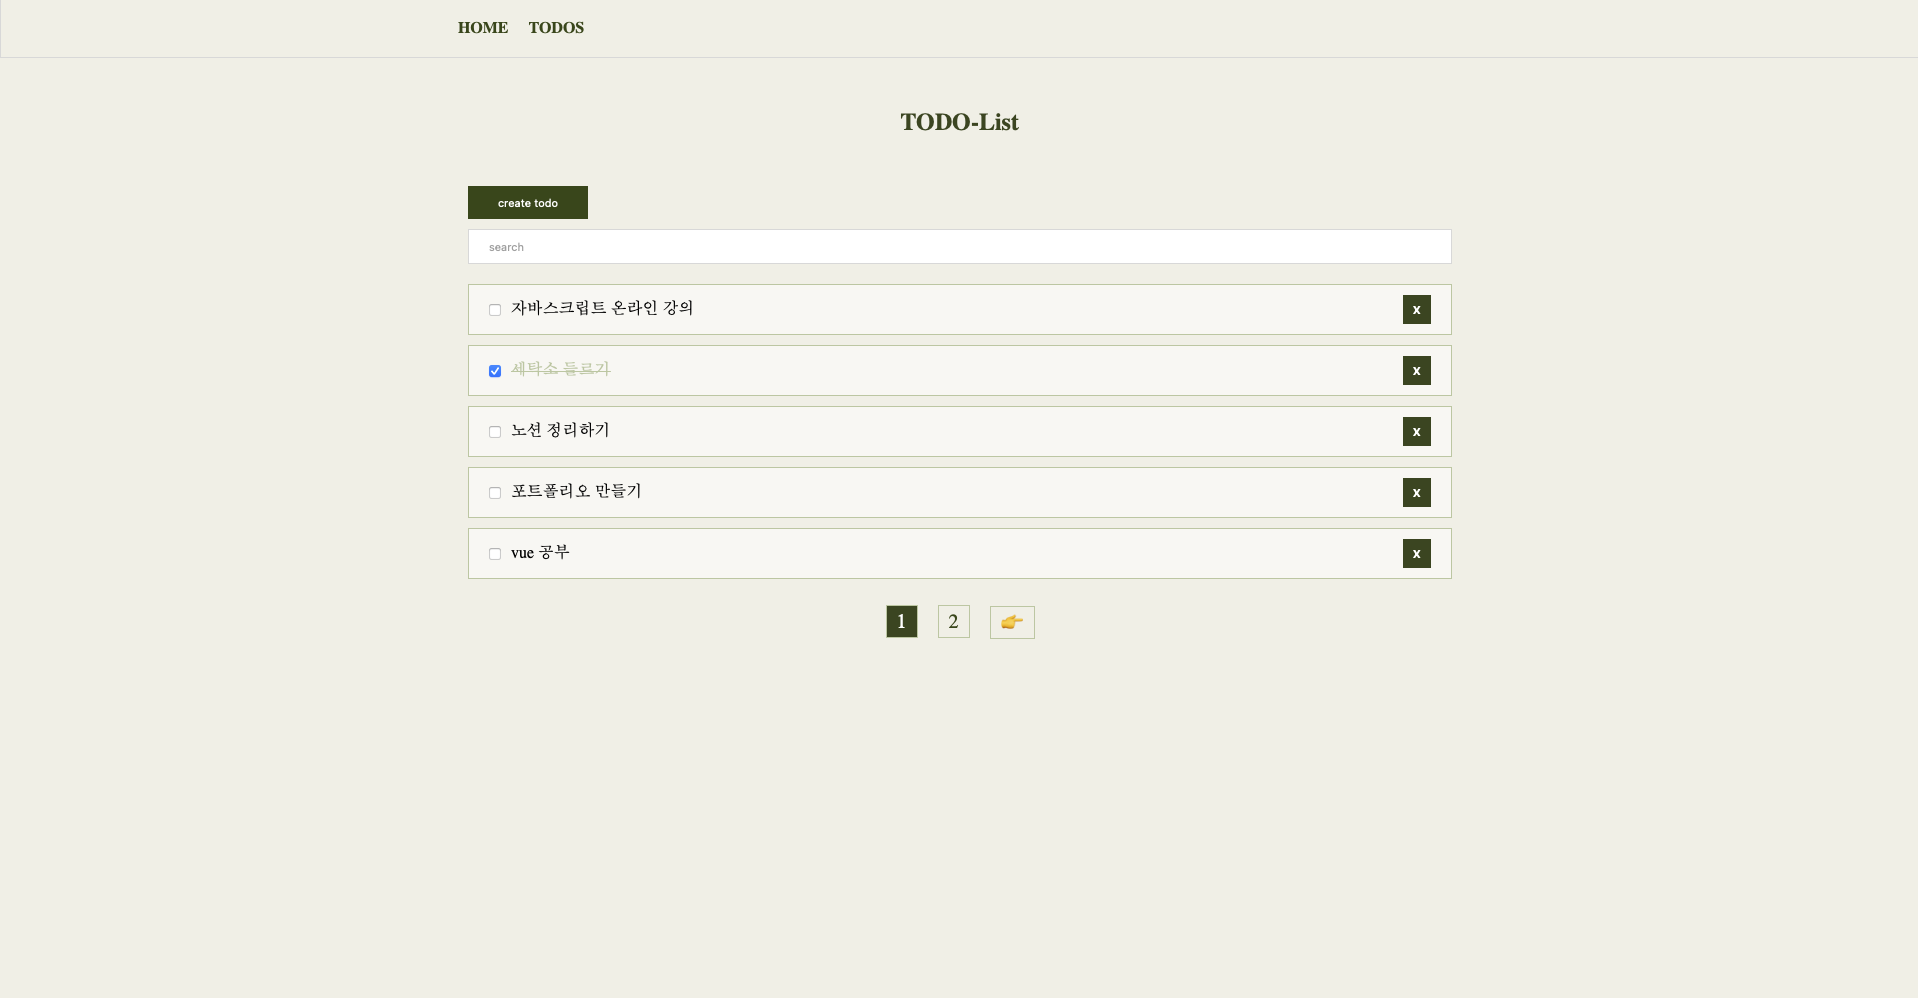 HOME TODOS
TODO-List
create todo
search
자바스크립트 온라인 강의 x
세탁소 들르기 x
노션 정리하기 x
포트폴리오 만들기 x
vue 공부 x
1 2 👉